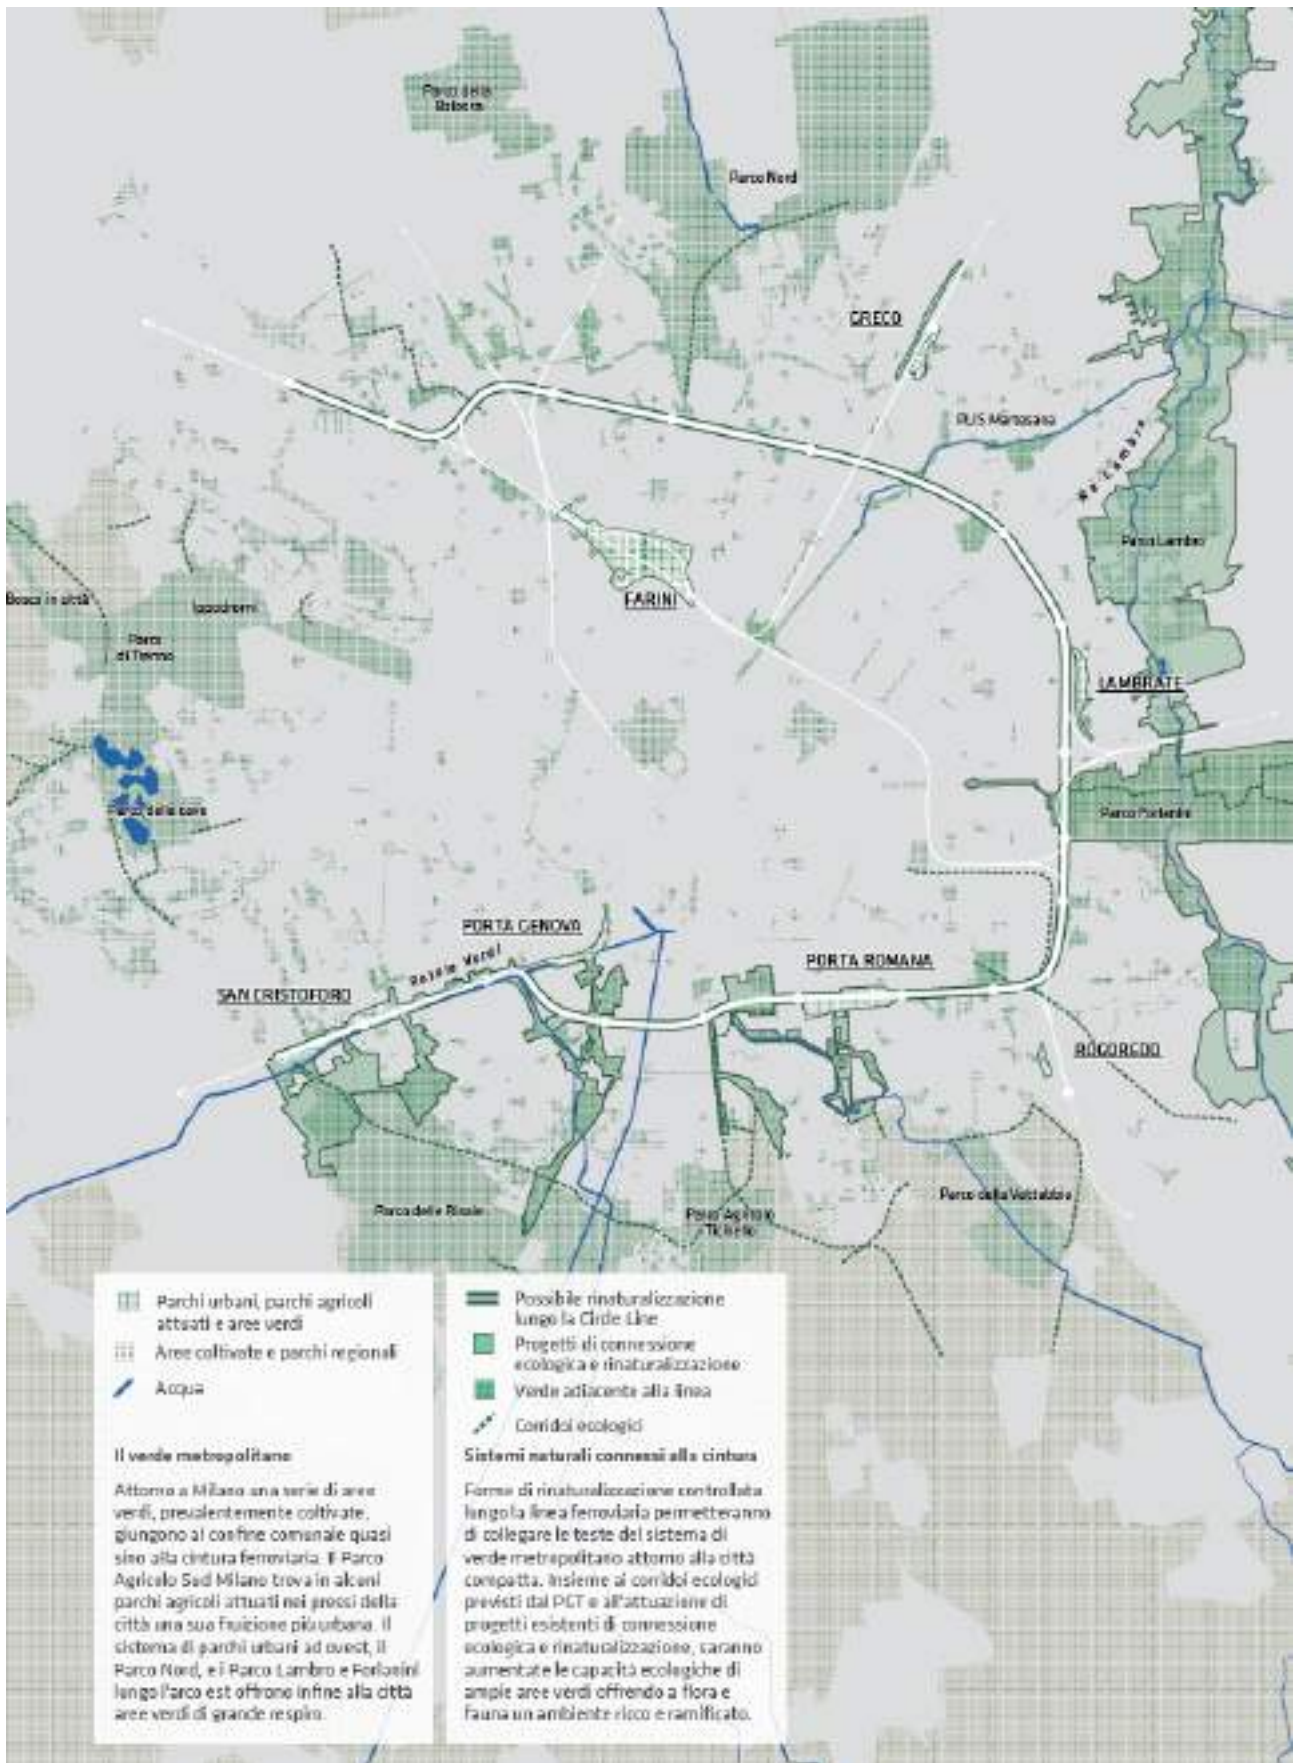 Parco della
Balossa
Parco Nord
GRECO
PLIS Martesana
Re Lambro
Parco Lambro
Bosco in città
Ippodromi
Parco
di Trenno
FARINI
LAMBRATE
Parco delle cave
Parco Forlanini
PORTA GENOVA
Rotaie Verdi
PORTA ROMANA
SAN CRISTOFORO
ROGOREDO
Parco della Vettabbia
Parco delle Risaie
Parco Agricolo
Ticinello
Parchi urbani, parchi agricoli
attuati e aree verdi
Aree coltivate e parchi regionali
Acqua
Il verde metropolitano
Attorno a Milano una serie di aree
verdi, prevalentemente coltivate,
giungono al confine comunale quasi
sino alla cintura ferroviaria. Il Parco
Agricolo Sud Milano trova in alcuni
parchi agricoli attuati nei pressi della
città una sua fruizione più urbana. Il
sistema di parchi urbani ad ovest, il
Parco Nord, e i Parco Lambro e Forlanini
lungo l'arco est offrono infine alla città
aree verdi di grande respiro.
Possibile rinaturalizzazione
lungo la Circle Line
Progetti di connessione
ecologica e rinaturalizzazione
Verde adiacente alla linea
Corridoi ecologici
Sistemi naturali connessi alla cintura
Forme di rinaturalizzazione controllata
lungo la linea ferroviaria permetteranno
di collegare le teste del sistema di
verde metropolitano attorno alla città
compatta. Insieme ai corridoi ecologici
previsti dal PGT e all'attuazione di
progetti esistenti di connessione
ecologica e rinaturalizzazione, saranno
aumentate le capacità ecologiche di
ampie aree verdi offrendo a flora e
fauna un ambiente ricco e ramificato.